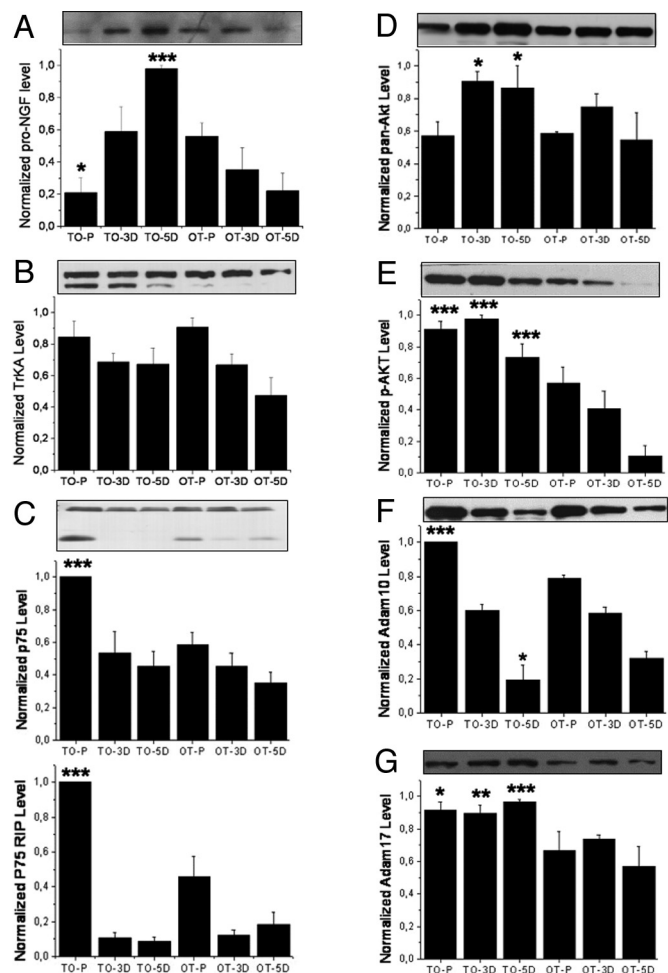 A
Normalized pro-NGF level
1,0
0,8
0,6
0,4
0,2
0,0
*
***
TO-P TO-3D TO-5D OT-P OT-3D OT-5D
B
Normalized TrKA Level
1,0
0,8
0,6
0,4
0,2
0,0
TO-P TO-3D TO-5D OT-P OT-3D OT-5D
C
Normalized p75 Level
1,0
0,8
0,6
0,4
0,2
0,0
***
TO-P TO-3D TO-5D OT-P OT-3D OT-5D
Normalized P75 RIP Level
1,0
0,8
0,6
0,4
0,2
0,0
***
TO-P TO-3D TO-5D OT-P OT-3D OT-5D
D
Normalized pan-Akt Level
1,0
0,8
0,6
0,4
0,2
0,0
* *
TO-P TO-3D TO-5D OT-P OT-3D OT-5D
E
Normalized p-AKT Level
1,0
0,8
0,6
0,4
0,2
0,0
*** *** ***
TO-P TO-3D TO-5D OT-P OT-3D OT-5D
F
Normalized Adam10 Level
1,0
0,8
0,6
0,4
0,2
0,0
*** *
TO-P TO-3D TO-5D OT-P OT-3D OT-5D
G
Normalized Adam17 Level
1,0
0,8
0,6
0,4
0,2
0,0
* ** ***
TO-P TO-3D TO-5D OT-P OT-3D OT-5D